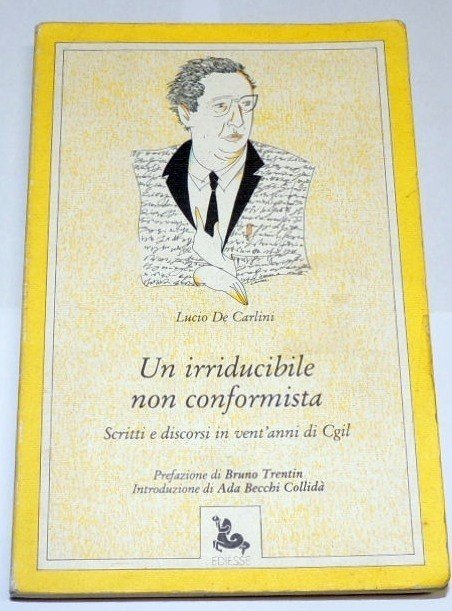 Lucio De Carlini
Un irriducibile
non conformista
Scritti e discorsi in vent'anni di Cgil
Prefazione di Bruno Trentin
Introduzione di Ada Becchi Collidà
EDIESSE